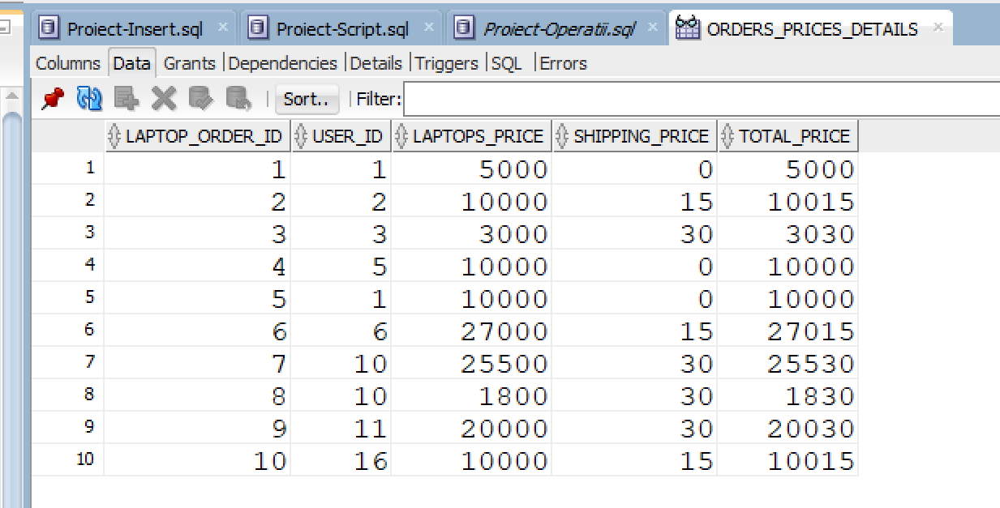 Proiect-Insert.sql × Proiect-Script.sql × Proiect-Operatii.sql × ORDERS_PRICES_DETAILS ×
Columns Data Grants Dependencies Details Triggers SQL Errors
Sort.. Filter:
LAPTOP_ORDER_ID USER_ID LAPTOPS_PRICE SHIPPING_PRICE TOTAL_PRICE
1 1 1 5000 0 5000
2 2 2 10000 15 10015
3 3 3 3000 30 3030
4 4 5 10000 0 10000
5 5 1 10000 0 10000
6 6 6 27000 15 27015
7 7 10 25500 30 25530
8 8 10 1800 30 1830
9 9 11 20000 30 20030
10 10 16 10000 15 10015